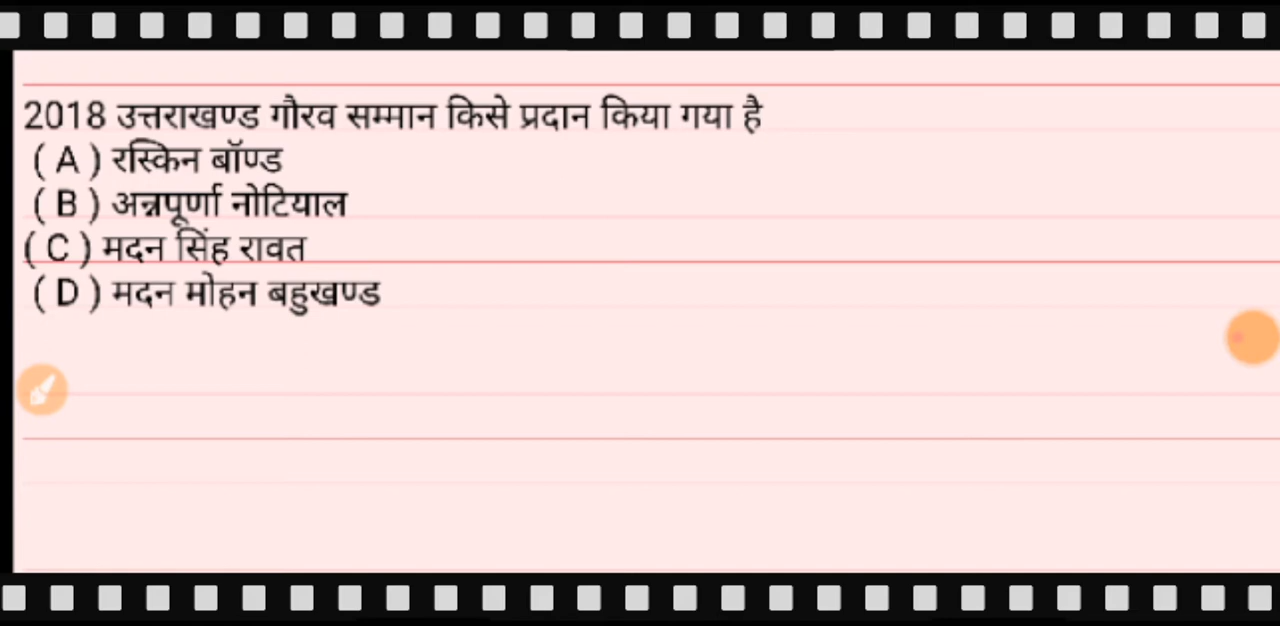 2018 उत्तराखण्ड गौरव सम्मान किसे प्रदान किया गया है
( A ) रस्किन बॉण्ड
( B ) अन्नपूर्णा नोटियाल
( C ) मदन सिंह रावत
( D ) मदन मोहन बहुखण्ड